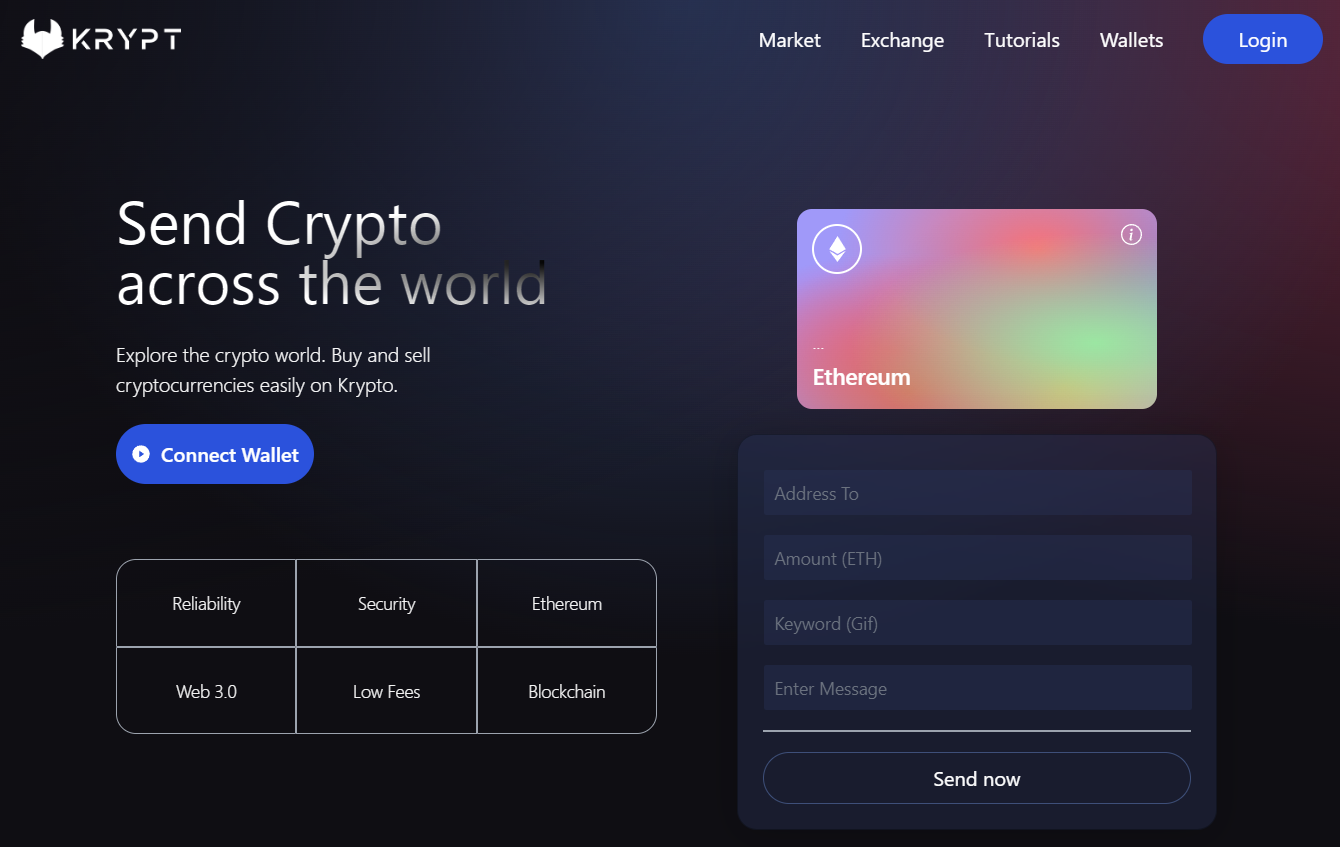 KRYPT
Market Exchange Tutorials Wallets Login
Send Crypto
across the world
Explore the crypto world. Buy and sell
cryptocurrencies easily on Krypto.
Connect Wallet
Reliability Security Ethereum
Web 3.0 Low Fees Blockchain
i
...
Ethereum
Address To
Amount (ETH)
Keyword (Gif)
Enter Message
Send now